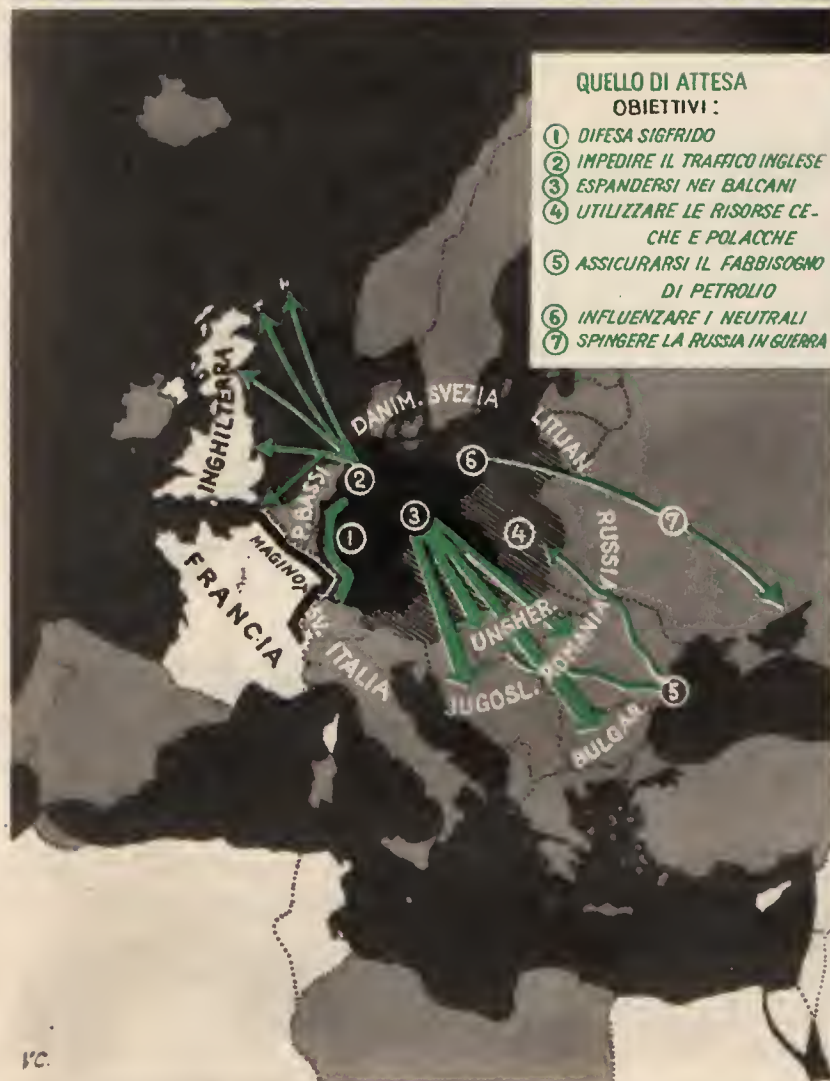 QUELLO DI ATTESA
OBIETTIVI :
① DIFESA SIGFRIDO
② IMPEDIRE IL TRAFFICO INGLESE
③ ESPANDERSI NEI BALCANI
④ UTILIZZARE LE RISORSE CE-
CHE E POLACCHE
⑤ ASSICURARSI IL FABBISOGNO
DI PETROLIO
⑥ INFLUENZARE I NEUTRALI
⑦ SPINGERE LA RUSSIA IN GUERRA
INGHILTERRA
DANIM.
SVEZIA
LITUAN.
P. BASSI
②
⑥
①
③
④
⑦
MAGINOT
FRANCIA
RUSSIA
ITALIA
UNGHER.
ROMANIA
JUGOSL.
BULGAR.
⑤